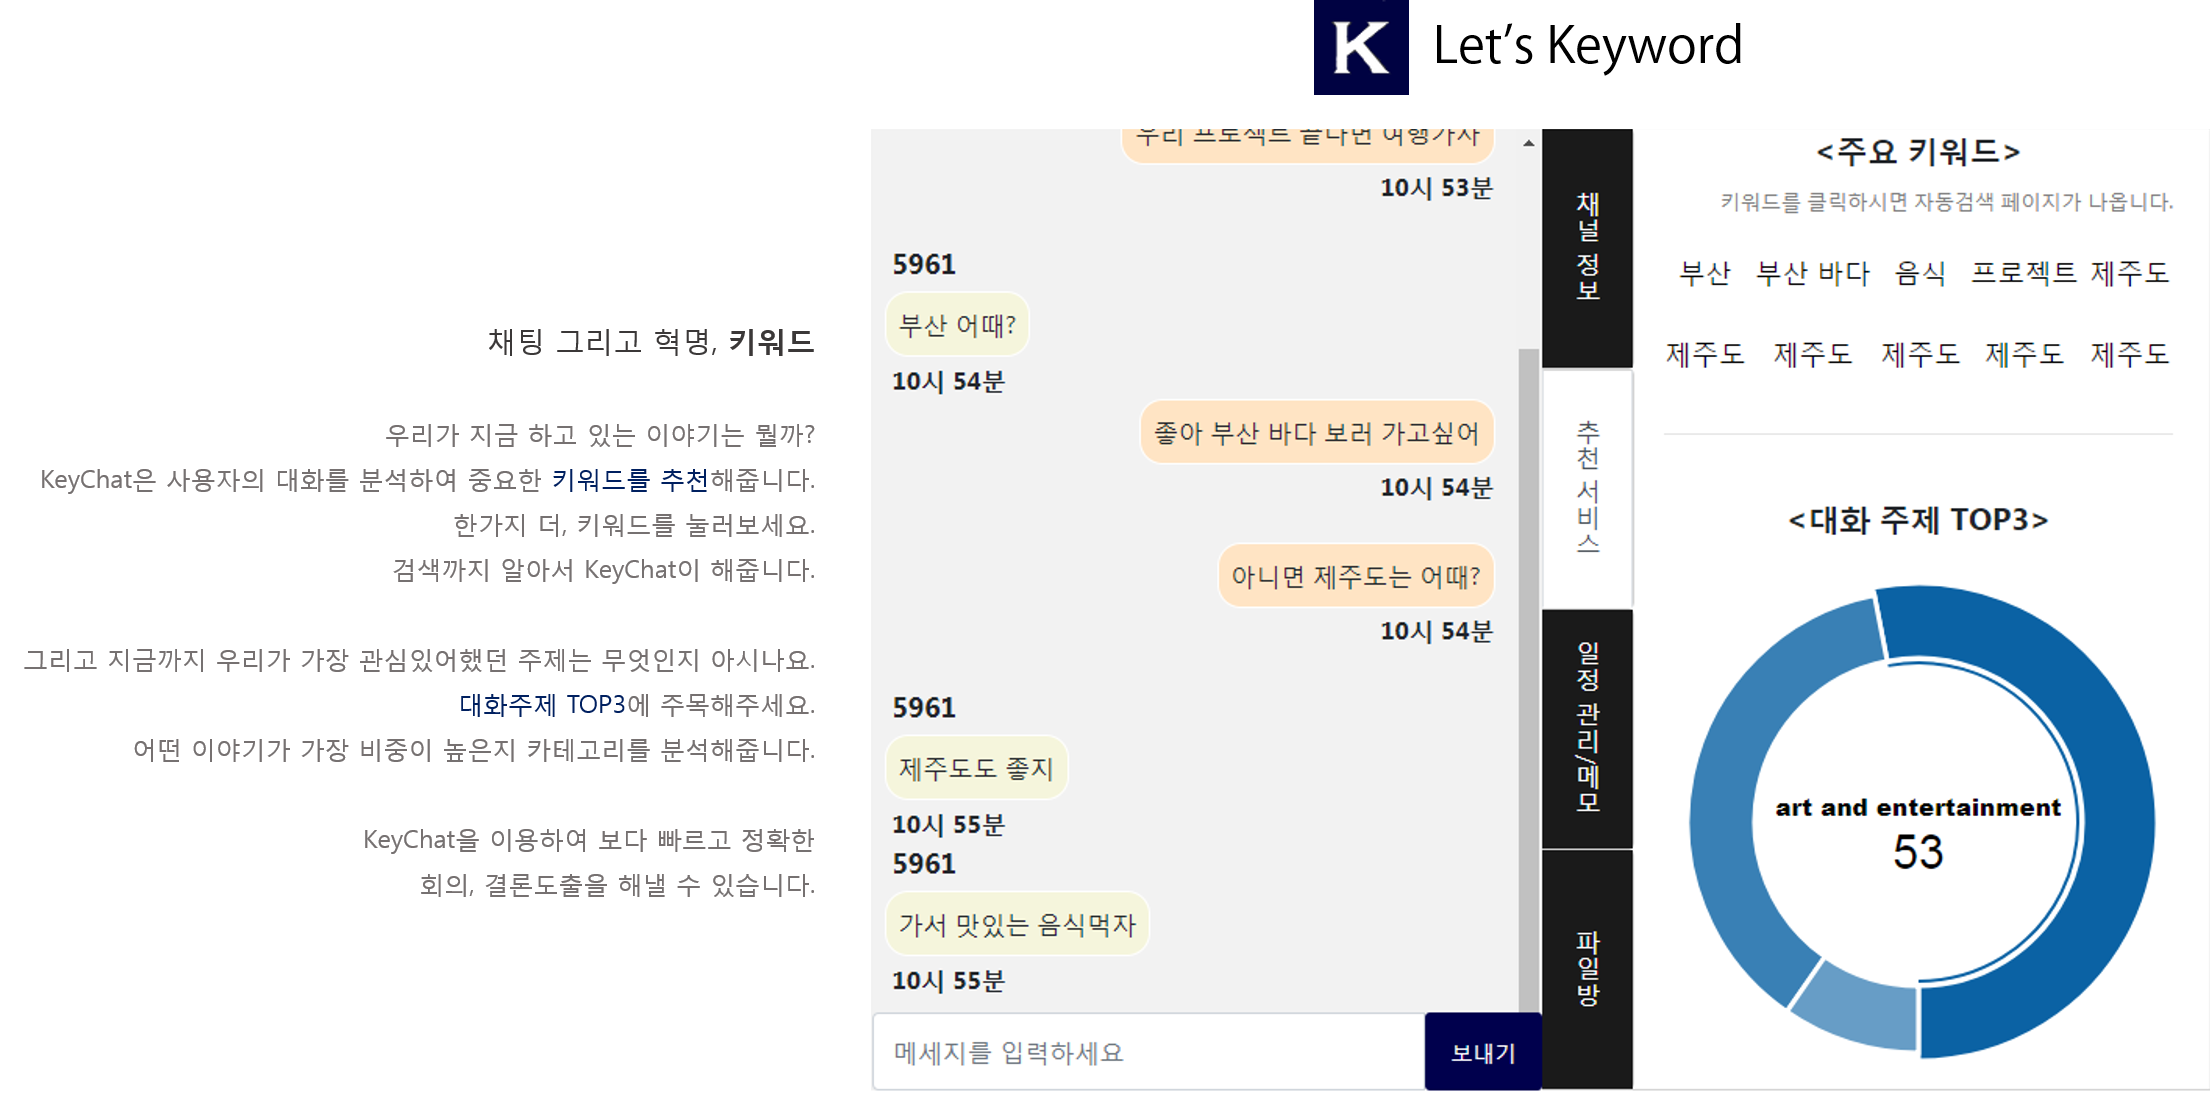 Let's Keyword
채팅 그리고 혁명, 키워드
우리가 지금 하고 있는 이야기는 뭘까?
KeyChat은 사용자의 대화를 분석하여 중요한 키워드를 추천해줍니다.
한가지 더, 키워드를 눌러보세요.
검색까지 알아서 KeyChat이 해줍니다.
그리고 지금까지 우리가 가장 관심있어했던 주제는 무엇인지 아시나요.
대화주제 TOP3에 주목해주세요.
어떤 이야기가 가장 비중이 높은지 카테고리를 분석해줍니다.
KeyChat을 이용하여 보다 빠르고 정확한
회의, 결론도출을 해낼 수 있습니다.
우리 프로젝트 끝나면 여행가자
10시 53분
5961
부산 어때?
10시 54분
좋아 부산 바다 보러 가고싶어
10시 54분
아니면 제주도는 어때?
10시 54분
5961
제주도도 좋지
10시 55분
5961
가서 맛있는 음식먹자
10시 55분
메세지를 입력하세요
보내기
채널 정보
추천 서비스
일정 관리/메모
파일방
<주요 키워드>
키워드를 클릭하시면 자동검색 페이지가 나옵니다.
부산 부산 바다 음식 프로젝트 제주도
제주도 제주도 제주도 제주도 제주도
<대화 주제 TOP3>
art and entertainment
53
K